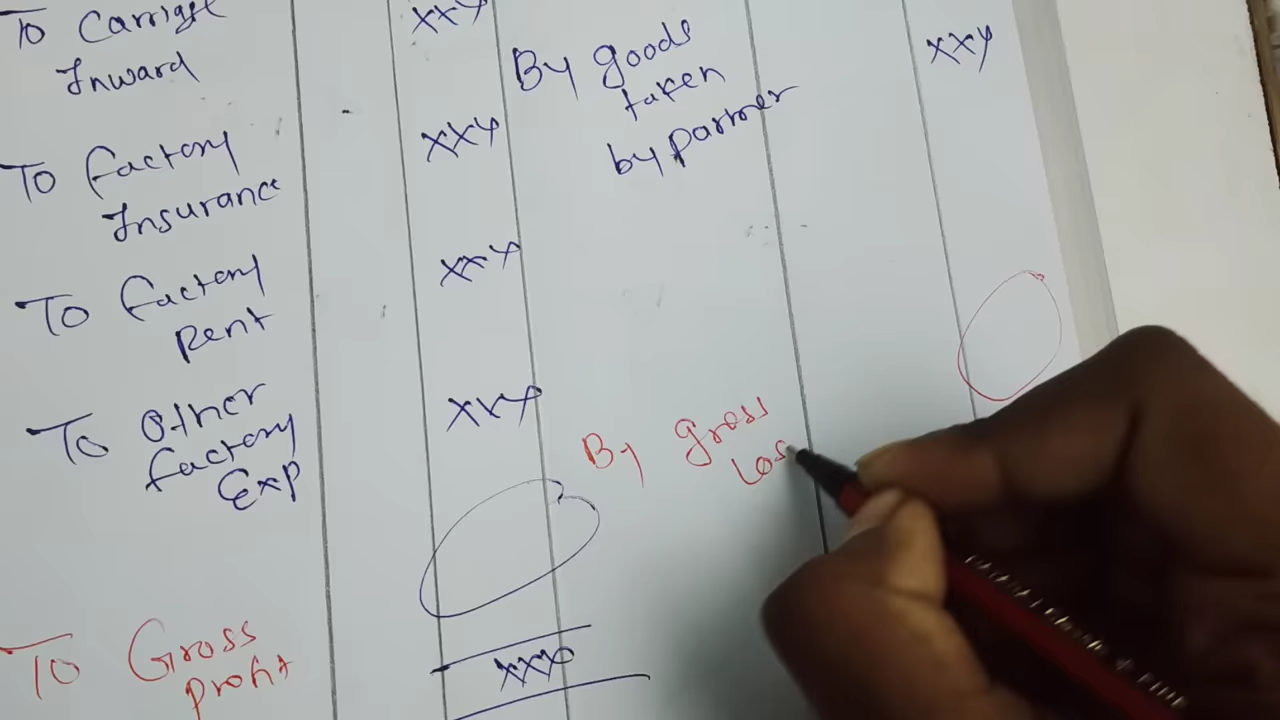 To Carriage
Inward
xxy
By goods
taken
by partner
xxy
To factory
Insurance
xxy
To factory
Rent
xxy
To Other
factory
Exp
xxy
By gross
Los
To Gross
profit
xxx